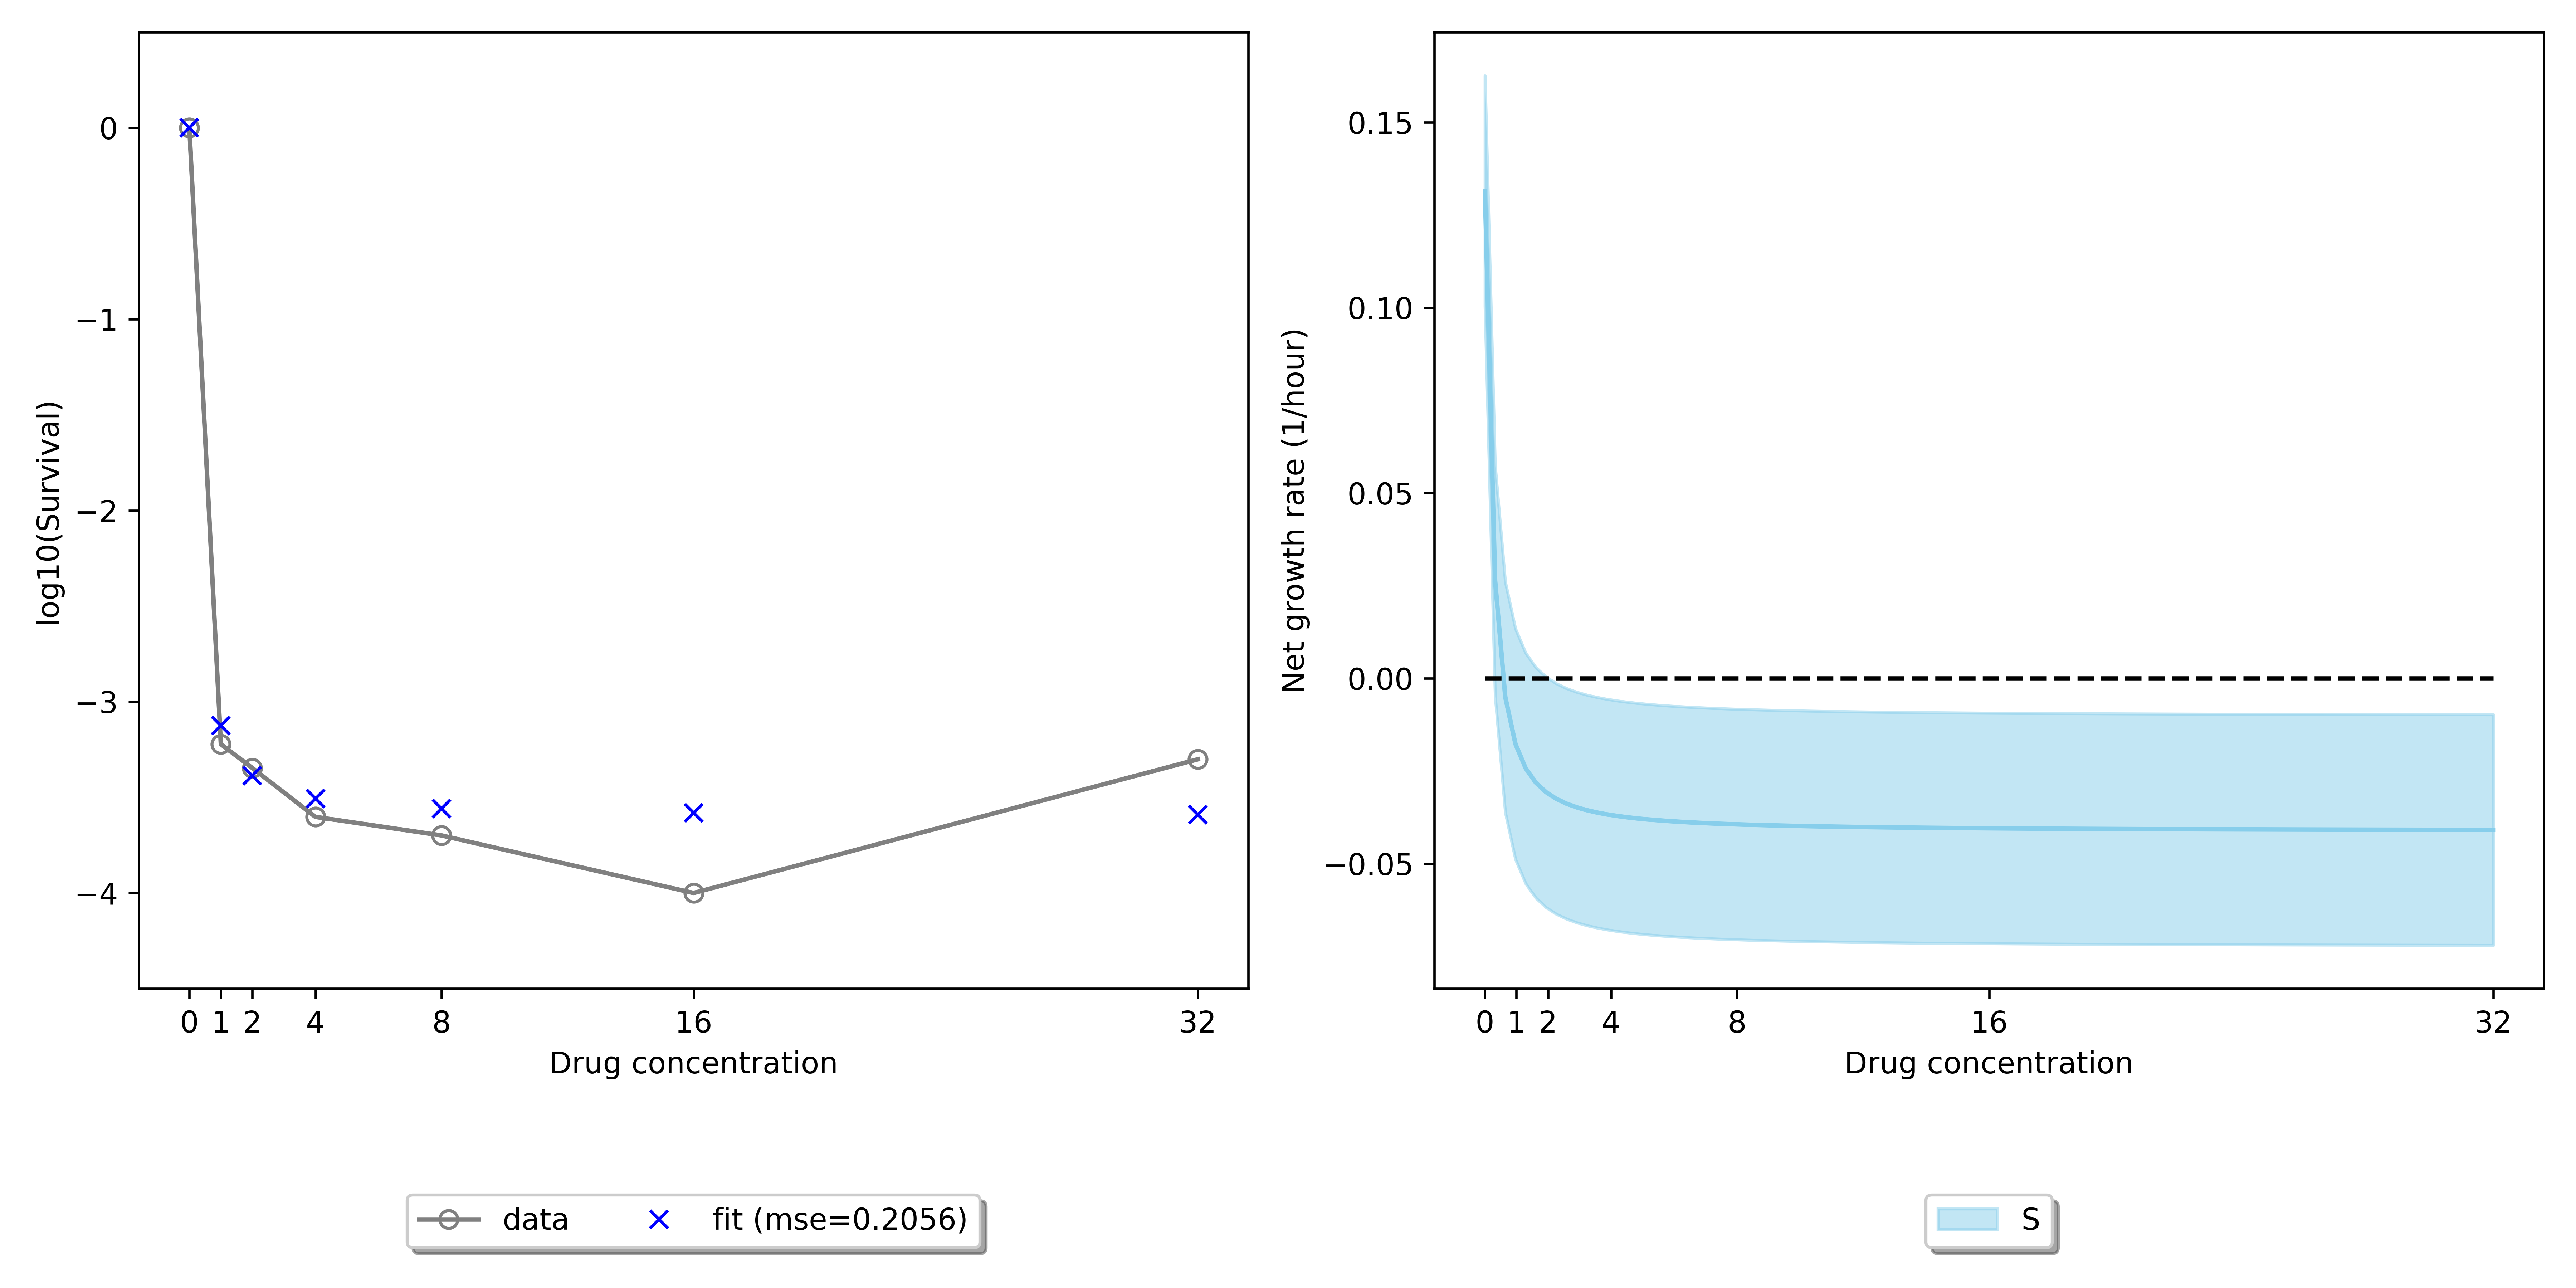 0
−1
−2
−3
−4
log10(Survival)
0 1 2 4 8 16 32
Drug concentration
data fit (mse=0.2056)
0.15
0.10
0.05
0.00
−0.05
Net growth rate (1/hour)
0 1 2 4 8 16 32
Drug concentration
S